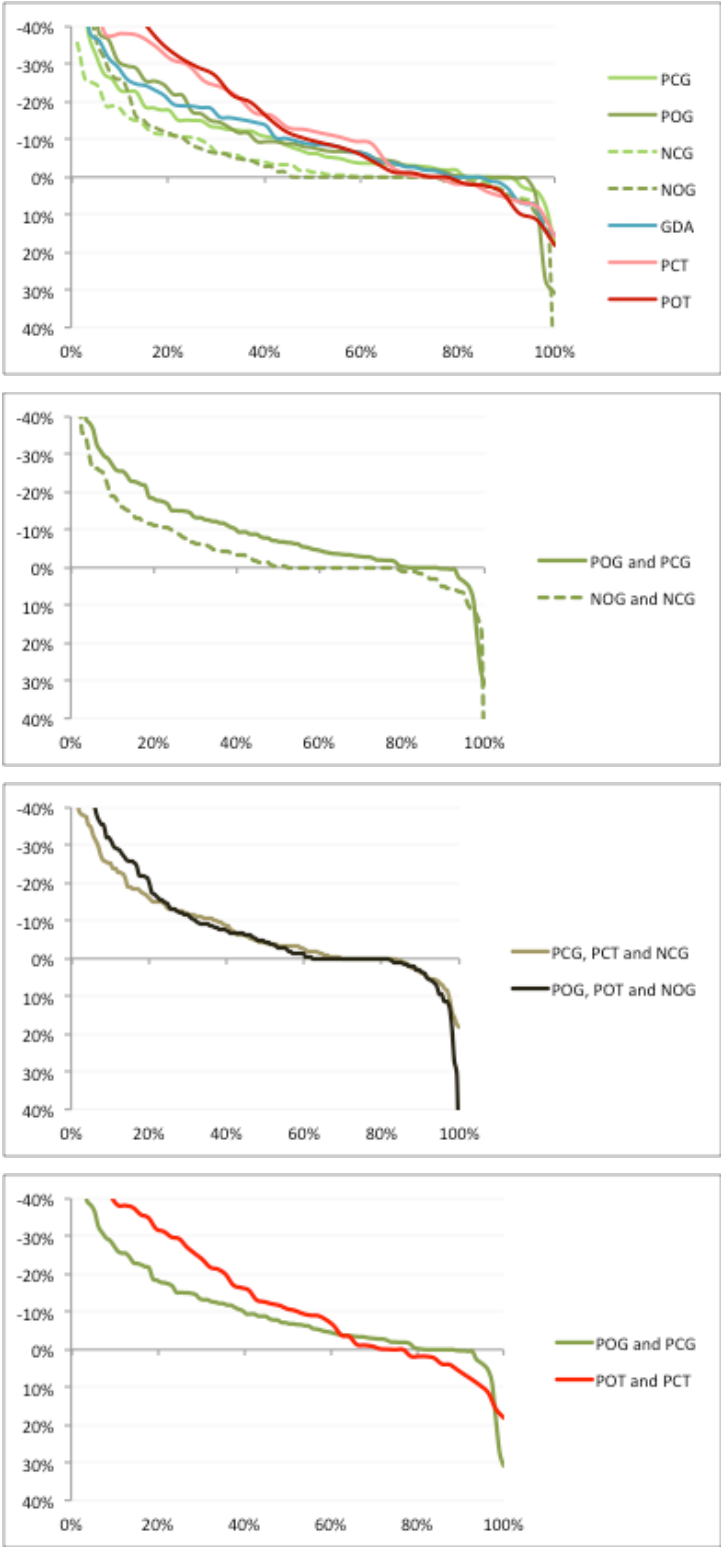 -40%
-30%
-20%
-10%
0%
10%
20%
30%
40%
0% 20% 40% 60% 80% 100%
PCG
POG
NCG
NOG
GDA
PCT
POT
-40%
-30%
-20%
-10%
0%
10%
20%
30%
40%
0% 20% 40% 60% 80% 100%
POG and PCG
NOG and NCG
-40%
-30%
-20%
-10%
0%
10%
20%
30%
40%
0% 20% 40% 60% 80% 100%
PCG, PCT and NCG
POG, POT and NOG
-40%
-30%
-20%
-10%
0%
10%
20%
30%
40%
0% 20% 40% 60% 80% 100%
POG and PCG
POT and PCT